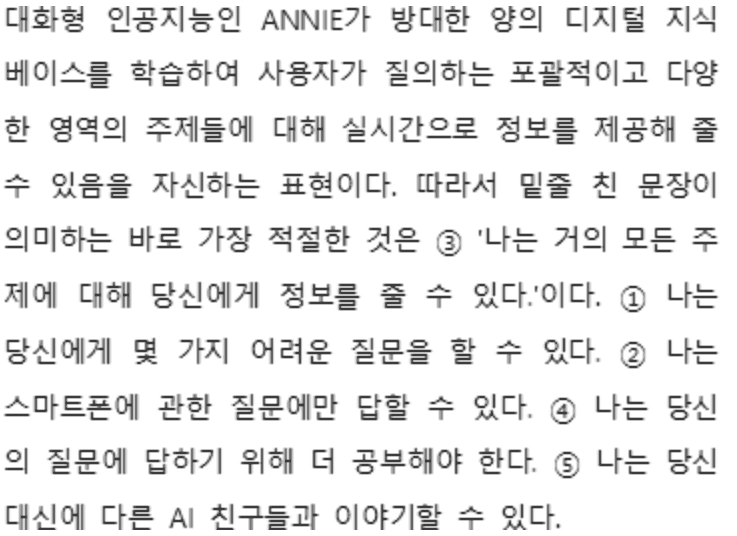 대화형 인공지능인 ANNIE가 방대한 양의 디지털 지식
베이스를 학습하여 사용자가 질의하는 포괄적이고 다양
한 영역의 주제들에 대해 실시간으로 정보를 제공해 줄
수 있음을 자신하는 표현이다. 따라서 밑줄 친 문장이
의미하는 바로 가장 적절한 것은 ③ '나는 거의 모든 주
제에 대해 당신에게 정보를 줄 수 있다.'이다. ① 나는
당신에게 몇 가지 어려운 질문을 할 수 있다. ② 나는
스마트폰에 관한 질문에만 답할 수 있다. ④ 나는 당신
의 질문에 답하기 위해 더 공부해야 한다. ⑤ 나는 당신
대신에 다른 AI 친구들과 이야기할 수 있다.